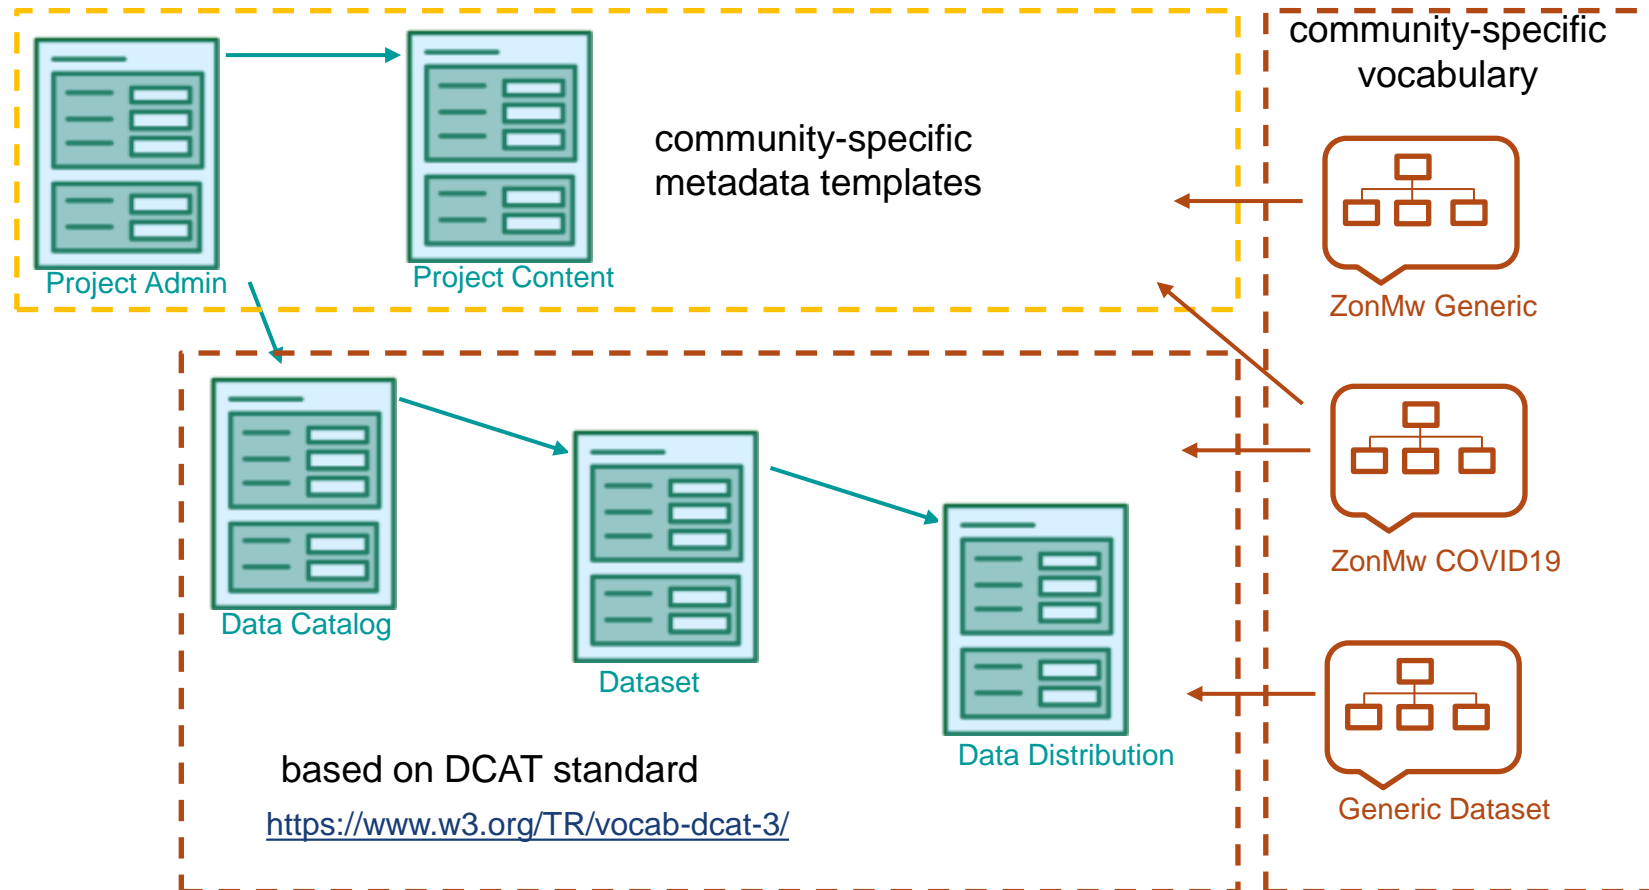 community-specific
vocabulary
community-specific
metadata templates
Project Admin
Project Content
ZonMw Generic
ZonMw COVID19
Data Catalog
Dataset
Data Distribution
Generic Dataset
based on DCAT standard
https://www.w3.org/TR/vocab-dcat-3/